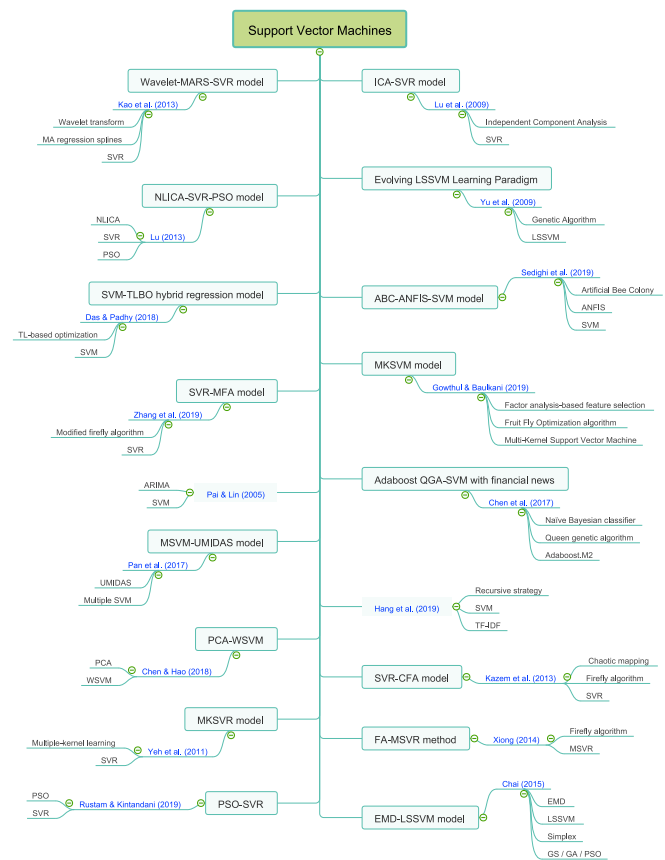 Support Vector Machines
Wavelet-MARS-SVR model
Kao et al. (2013)
Wavelet transform
MA regression splines
SVR
NLICA-SVR-PSO model
Lu (2013)
NLICA
SVR
PSO
SVM-TLBO hybrid regression model
Das & Padhy (2018)
TL-based optimization
SVM
SVR-MFA model
Zhang et al. (2019)
Modified firefly algorithm
SVR
Pai & Lin (2005)
ARIMA
SVM
MSVM-UMIDAS model
Pan et al. (2017)
UMIDAS
Multiple SVM
PCA-WSVM
Chen & Hao (2018)
PCA
WSVM
MKSVR model
Yeh et al. (2011)
Multiple-kernel learning
SVR
PSO-SVR
Rustam & Kintandani (2019)
PSO
SVR
ICA-SVR model
Lu et al. (2009)
Independent Component Analysis
SVR
Evolving LSSVM Learning Paradigm
Yu et al. (2009)
Genetic Algorithm
LSSVM
ABC-ANFIS-SVM model
Sedighi et al. (2019)
Artificial Bee Colony
ANFIS
SVM
MKSVM model
Gowthul & Baulkani (2019)
Factor analysis-based feature selection
Fruit Fly Optimization algorithm
Multi-Kernel Support Vector Machine
Adaboost QGA-SVM with financial news
Chen et al. (2017)
Naïve Bayesian classifier
Queen genetic algorithm
Adaboost.M2
Hang et al. (2019)
Recursive strategy
SVM
TF-IDF
SVR-CFA model
Kazem et al. (2013)
Chaotic mapping
Firefly algorithm
SVR
FA-MSVR method
Xiong (2014)
Firefly algorithm
MSVR
EMD-LSSVM model
Chai (2015)
EMD
LSSVM
Simplex
GS / GA / PSO